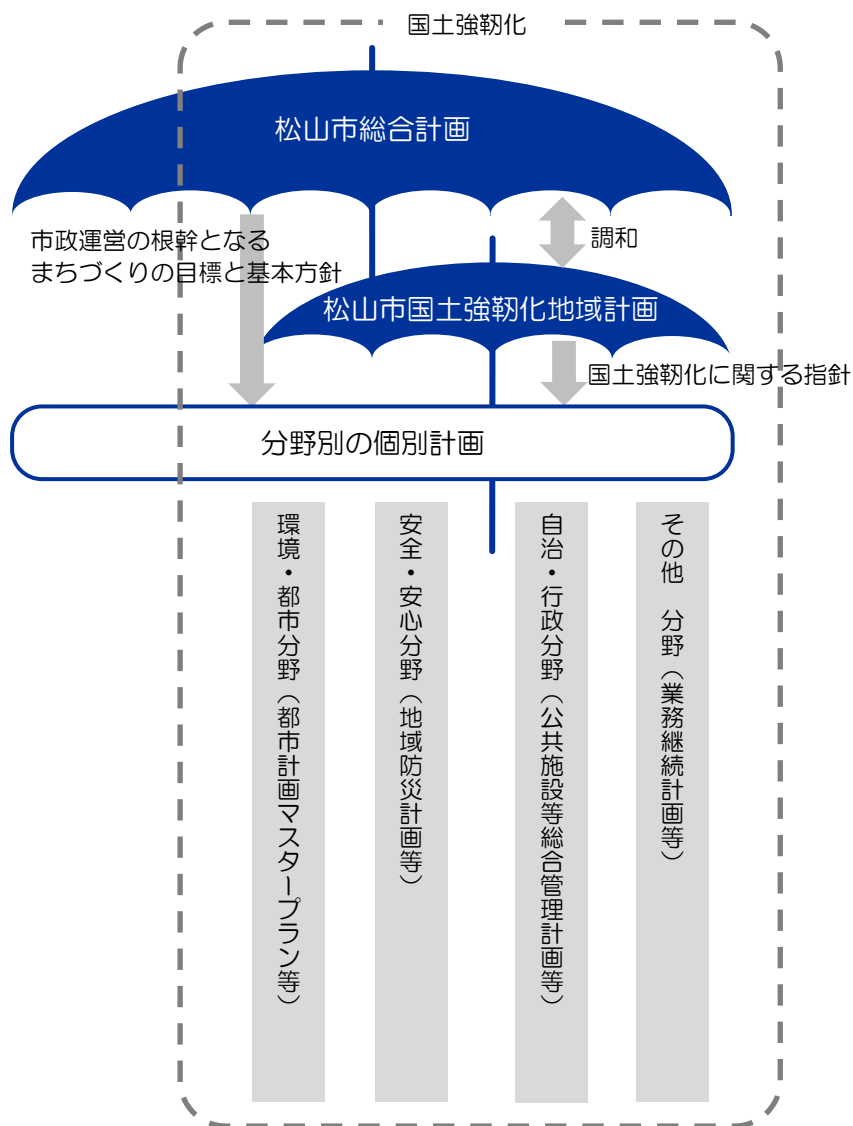 国土強靭化
松山市総合計画
市政運営の根幹となる
まちづくりの目標と基本方針
調和
松山市国土強靭化地域計画
国土強靭化に関する指針
分野別の個別計画
環境・都市分野（都市計画マスタープラン等）
安全・安心分野（地域防災計画等）
自治・行政分野（公共施設等総合管理計画等）
その他　分野（業務継続計画等）